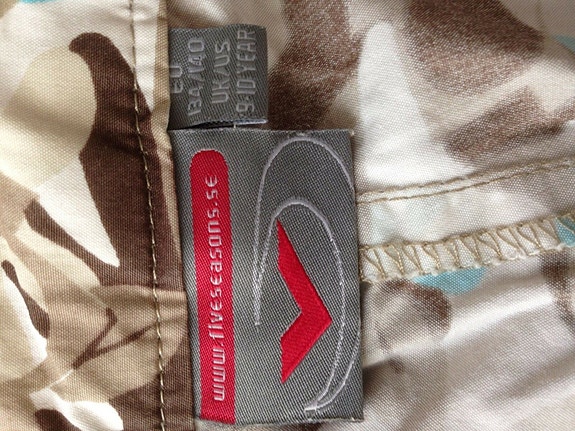 EU
134/140
UK/US
9-10 YEAR
www.fiveseasons.se